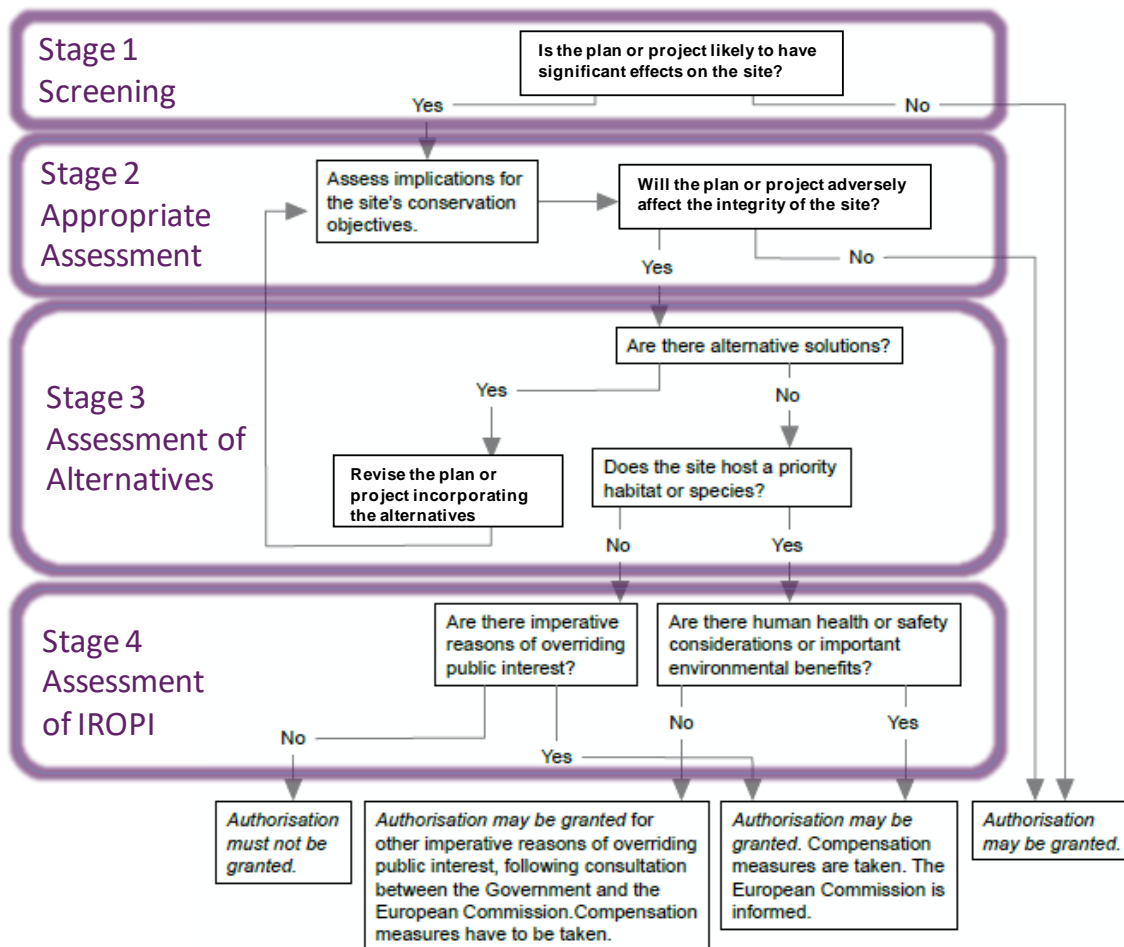 Stage 1
Screening
Is the plan or project likely to have
significant effects on the site?
Yes
No
Stage 2
Appropriate
Assessment
Assess implications for
the site's conservation
objectives.
Will the plan or project adversely
affect the integrity of the site?
Yes
No
Stage 3
Assessment of
Alternatives
Are there alternative solutions?
Yes
No
Revise the plan or
project incorporating
the alternatives
Does the site host a priority
habitat or species?
No
Yes
Stage 4
Assessment
of IROPI
Are there imperative
reasons of overriding
public interest?
Are there human health or safety
considerations or important
environmental benefits?
No
Yes
No
Yes
Authorisation
must not be
granted.
Authorisation may be granted for
other imperative reasons of overriding
public interest, following consultation
between the Government and the
European Commission.Compensation
measures have to be taken.
Authorisation may be
granted. Compensation
measures are taken. The
European Commission is
informed.
Authorisation
may be granted.